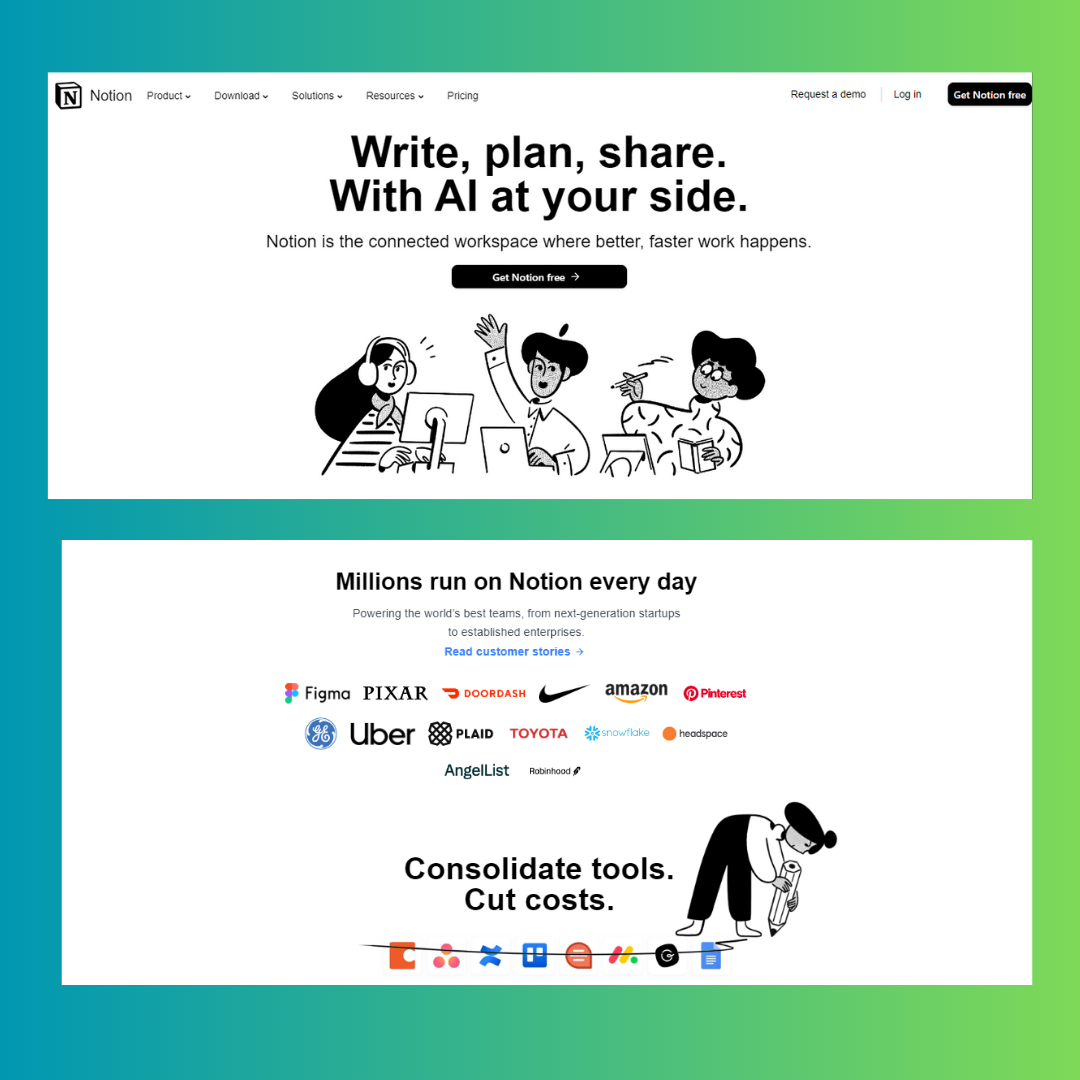 N Notion Product Download Solutions Resources Pricing Request a demo Log in Get Notion free
Write, plan, share.
With AI at your side.
Notion is the connected workspace where better, faster work happens.
Get Notion free →
Millions run on Notion every day
Powering the world's best teams, from next-generation startups
to established enterprises.
Read customer stories →
Figma PIXAR DOORDASH amazon Pinterest
GE Uber PLAID TOYOTA snowflake headspace
AngelList Robinhood
Consolidate tools.
Cut costs.